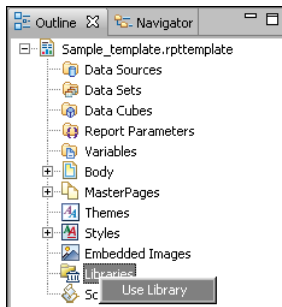 Outline Navigator
Sample_template.rpttemplate
Data Sources
Data Sets
Data Cubes
Report Parameters
Variables
Body
MasterPages
Themes
Styles
Embedded Images
Libraries
Use Library